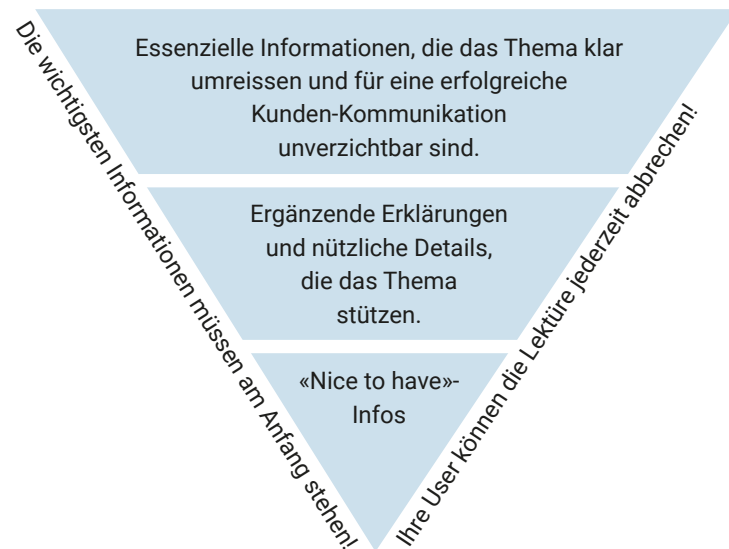 Essenzielle Informationen, die das Thema klar
umreissen und für eine erfolgreiche
Kunden-Kommunikation
unverzichtbar sind.
Ergänzende Erklärungen
und nützliche Details,
die das Thema
stützen.
«Nice to have»-
Infos
Die wichtigsten Informationen müssen am Anfang stehen!
Ihre User können die Lektüre jederzeit abbrechen!